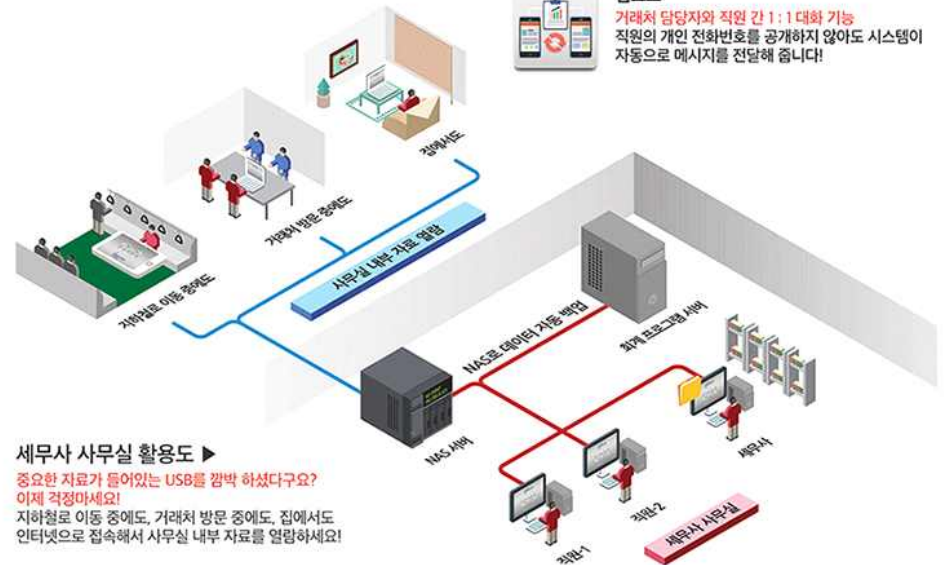 거래처 담당자와 직원 간 1 : 1 대화 기능
직원의 개인 전화번호를 공개하지 않아도 시스템이
자동으로 메시지를 전달해 줍니다!
집에서도
거래처 방문 중에도
지하철로 이동 중에도
사무실 내부 자료 열람
회계 프로그램 서버
NAS로 데이터 자동 백업
NAS 서버
세무사
직원-2
직원-1
세무사 사무실
세무사 사무실 활용도 ▶
중요한 자료가 들어있는 USB를 깜박 하셨다구요?
이제 걱정마세요!
지하철로 이동 중에도, 거래처 방문 중에도, 집에서도
인터넷으로 접속해서 사무실 내부 자료를 열람하세요!